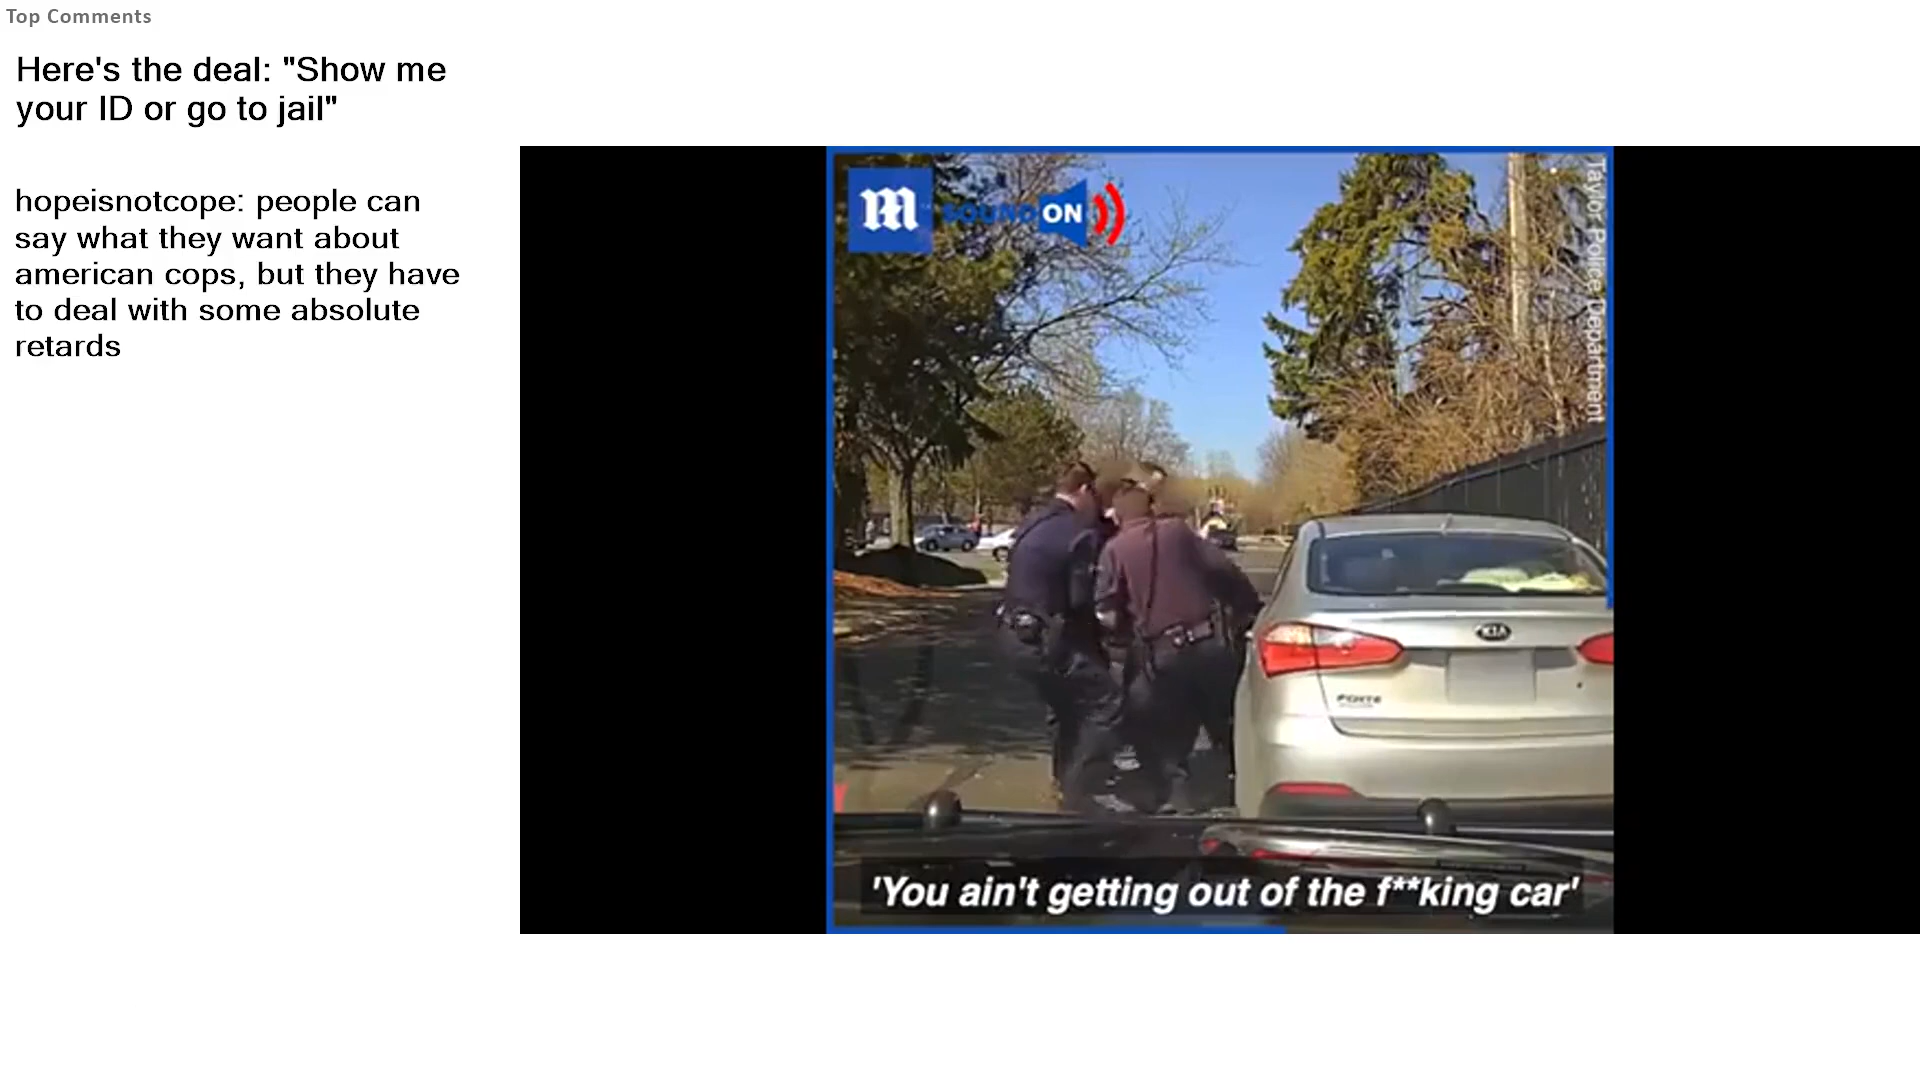 Top Comments
Here's the deal: "Show me
your ID or go to jail"
hopeisnotcope: people can
say what they want about
american cops, but they have
to deal with some absolute
retards
M
SOUND ON
Taylor Police Department
KIA
FORTE
'You ain't getting out of the f**king car'